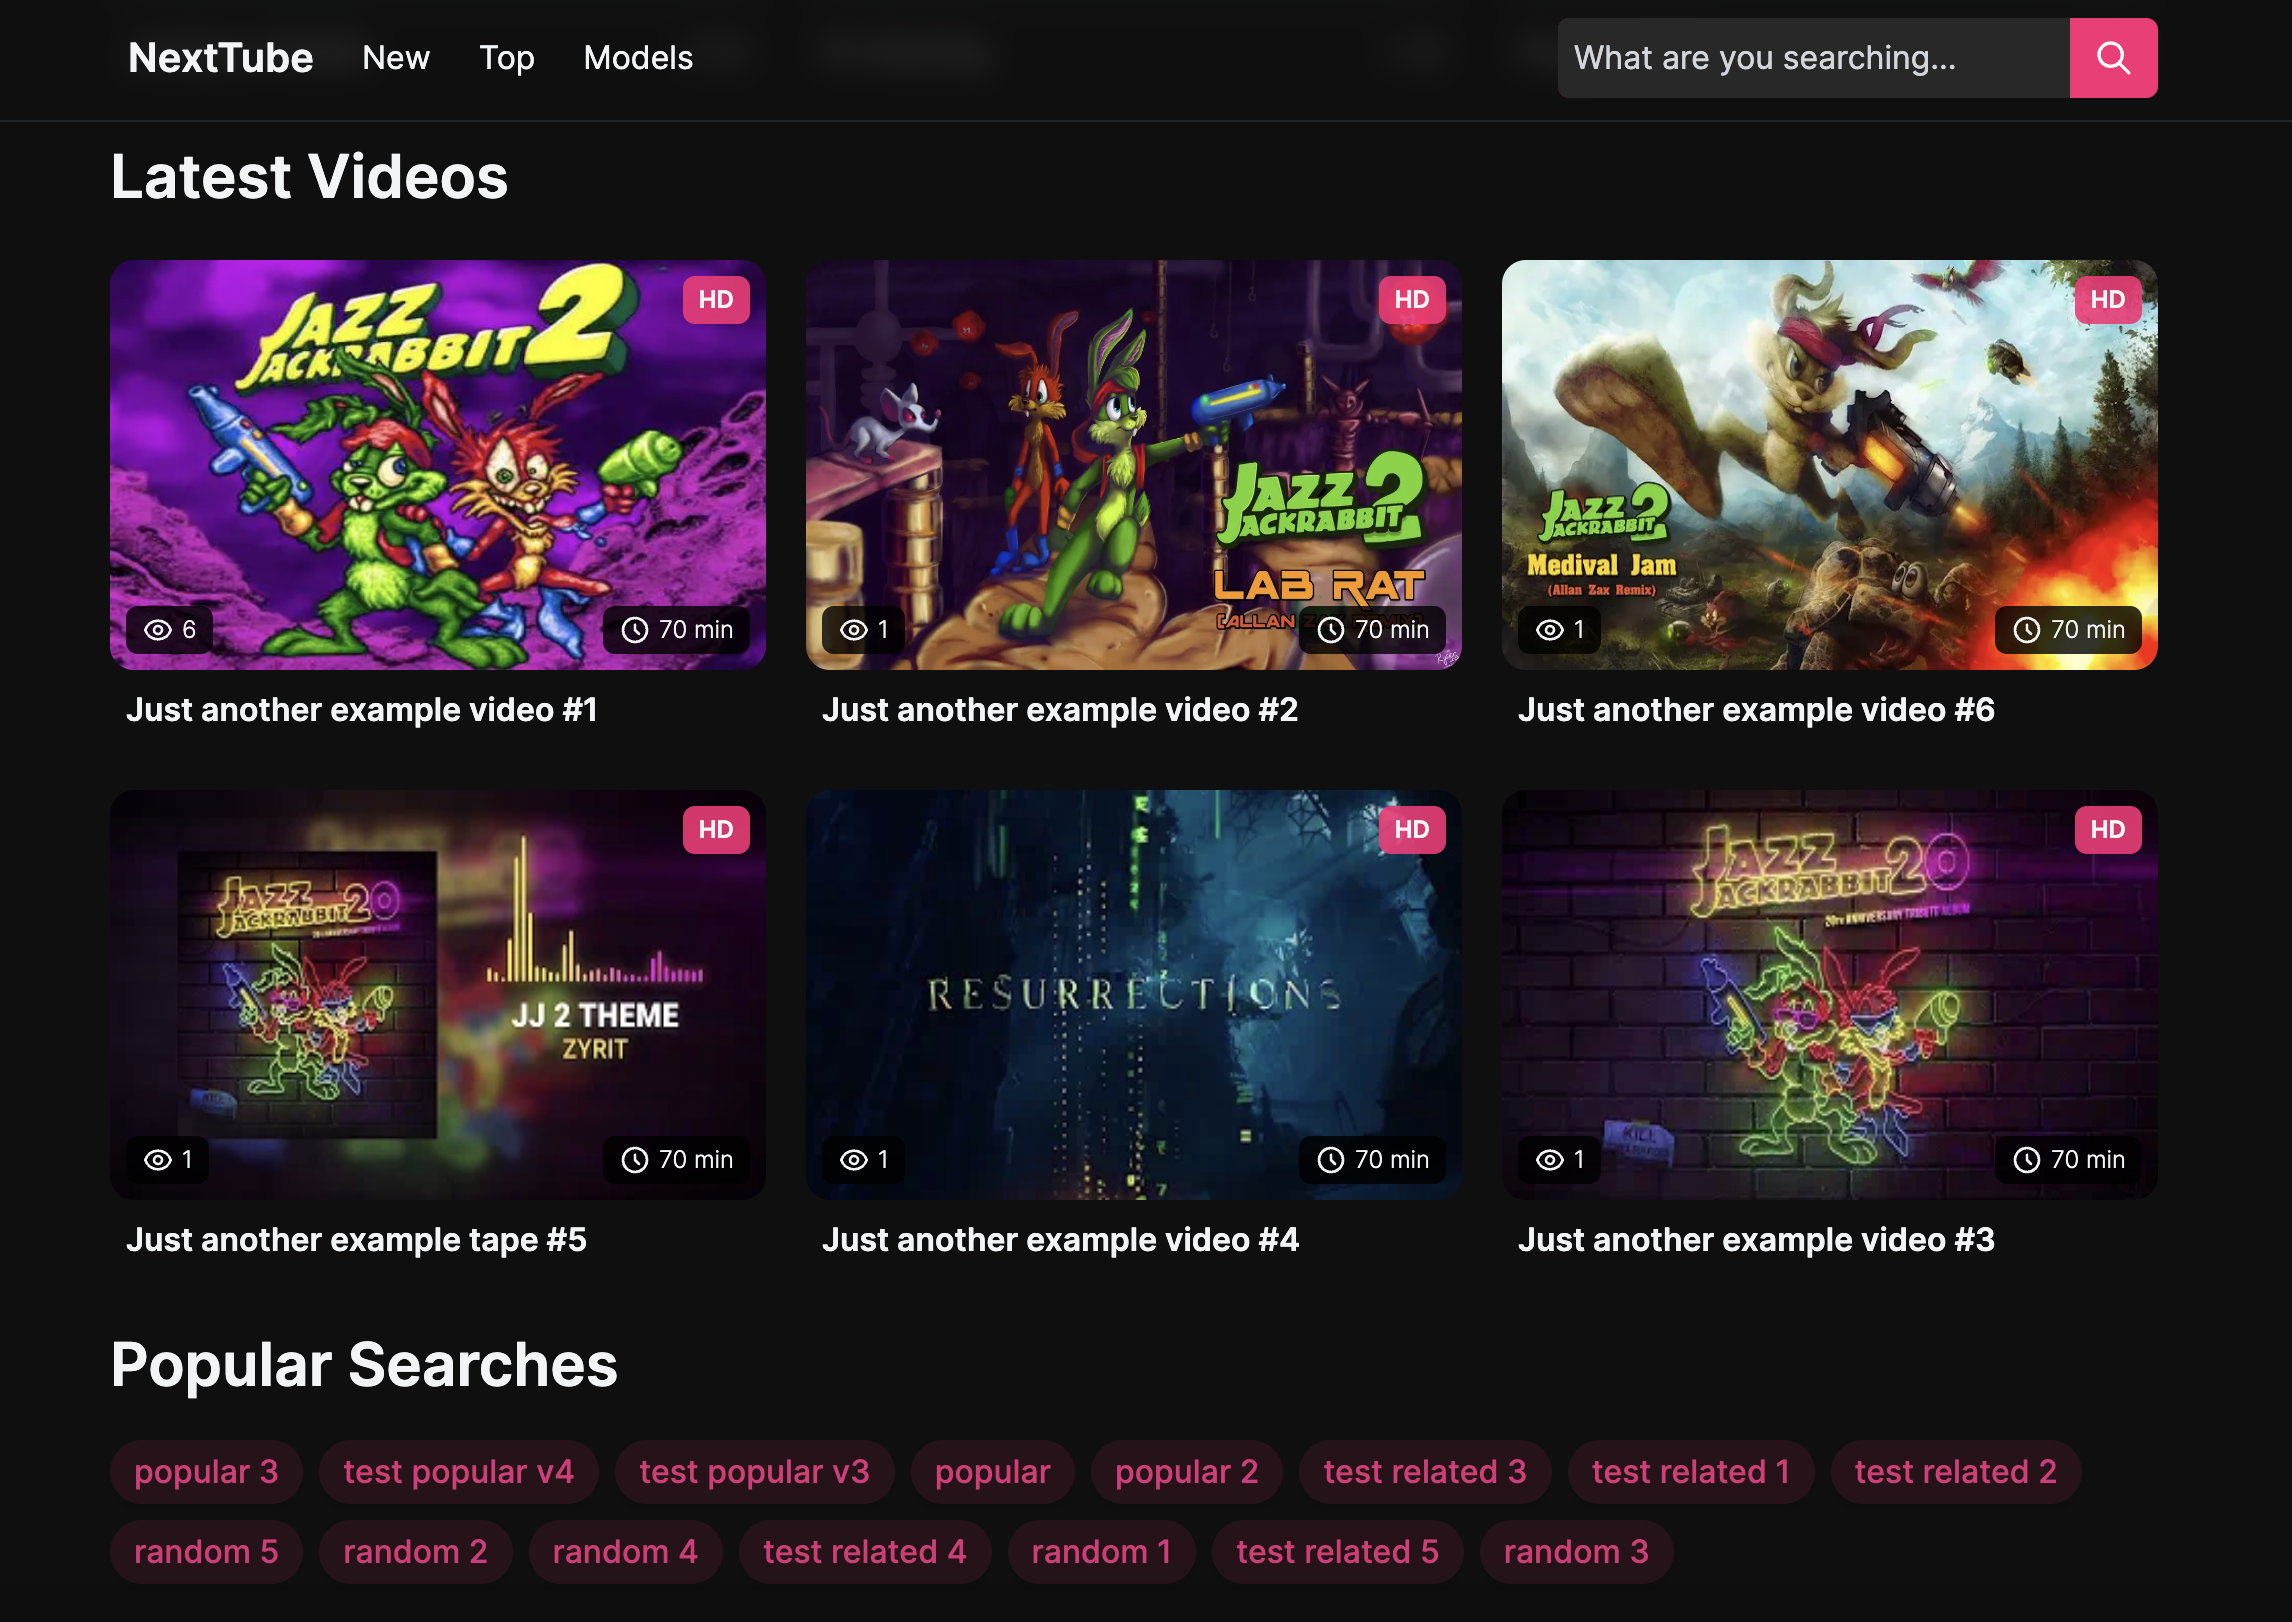 NextTube New Top Models What are you searching...
Latest Videos
JAZZ
JACKRABBIT 2
HD
6
70 min
HD
JAZZ
JACKRABBIT 2
LAB RAT
1
70 min
HD
JAZZ
JACKRABBIT 2
Medival Jam
(Allan Zax Remix)
1
70 min
Just another example video #1
Just another example video #2
Just another example video #6
HD
JAZZ
JACKRABBIT 20
JJ 2 THEME
ZYRIT
1
70 min
HD
RESURRECTIONS
1
70 min
HD
JAZZ
JACKRABBIT 20
20TH ANNIVERSARY TRIBUTE ALBUM
KILL
1
70 min
Just another example tape #5
Just another example video #4
Just another example video #3
Popular Searches
popular 3 test popular v4 test popular v3 popular popular 2 test related 3 test related 1 test related 2
random 5 random 2 random 4 test related 4 random 1 test related 5 random 3